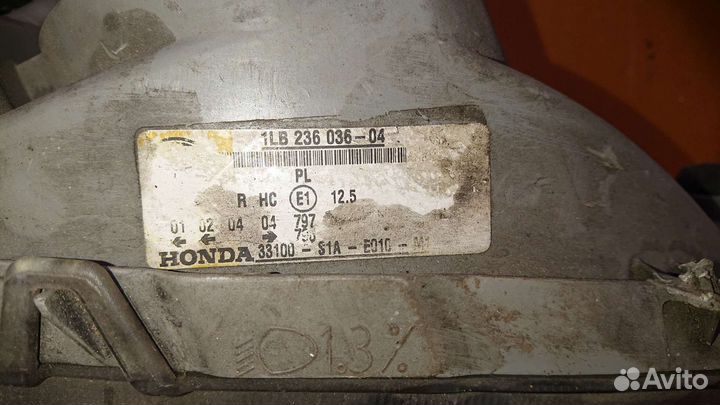 1LB 236 036-04
PL
R HC E1 12.5
01 02 04 04 797
HONDA 33100 - S1A - E010 - M1
1.3%
Avito